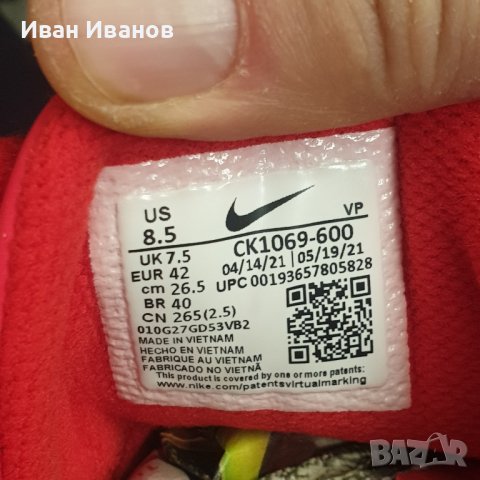 Иван Иванов
US
8.5
VP
UK 7.5
EUR 42
cm 26.5
BR 40
CN 265(2.5)
CK1069-600
04/14/21 | 05/19/21
UPC 00193657805828
010G27GD53VB2
MADE IN VIETNAM
HECHO EN VIETNAM
FABRIQUE AU VIETNAM
FABRICADO NO VIETNÃ
This product is covered by one or more patents. See
www.nike.com/patentsvirtualmarking
BAZAR